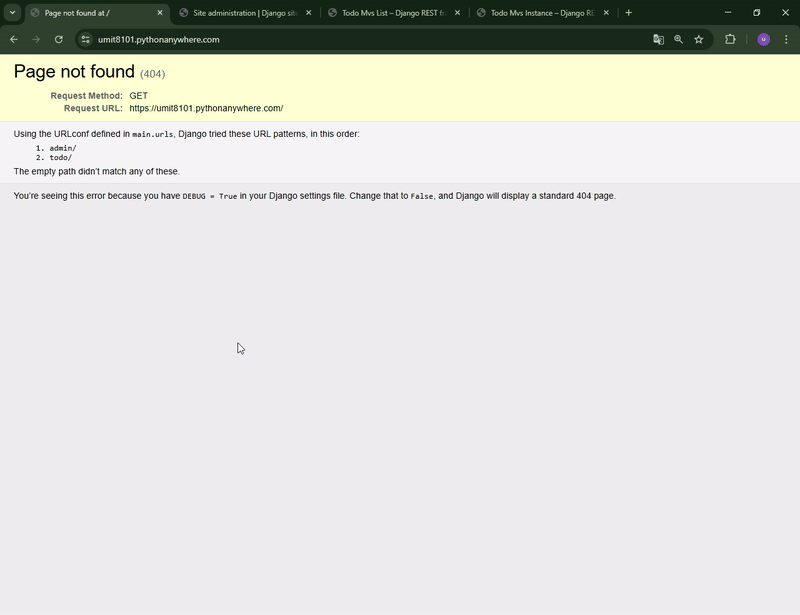 Page not found at /
Site administration | Django sit
Todo Mvs List – Django REST fr
Todo Mvs Instance – Django RE
umit8101.pythonanywhere.com
Page not found (404)
Request Method: GET
Request URL: https://umit8101.pythonanywhere.com/
Using the URLconf defined in main.urls, Django tried these URL patterns, in this order:
1. admin/
2. todo/
The empty path didn't match any of these.
You're seeing this error because you have DEBUG = True in your Django settings file. Change that to False, and Django will display a standard 404 page.